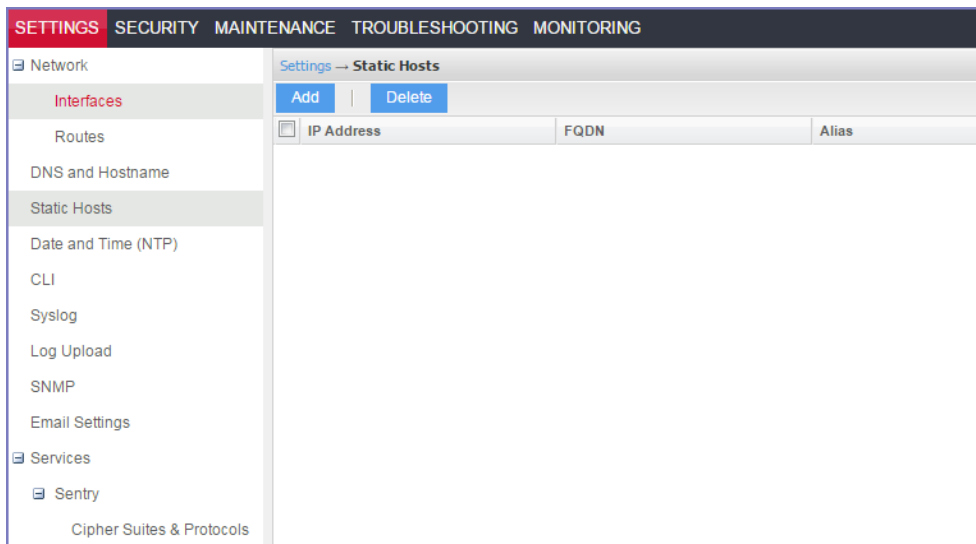 SETTINGS SECURITY MAINTENANCE TROUBLESHOOTING MONITORING
Network
Interfaces
Routes
DNS and Hostname
Static Hosts
Date and Time (NTP)
CLI
Syslog
Log Upload
SNMP
Email Settings
Services
Sentry
Cipher Suites & Protocols
Settings → Static Hosts
Add | Delete
IP Address FQDN Alias